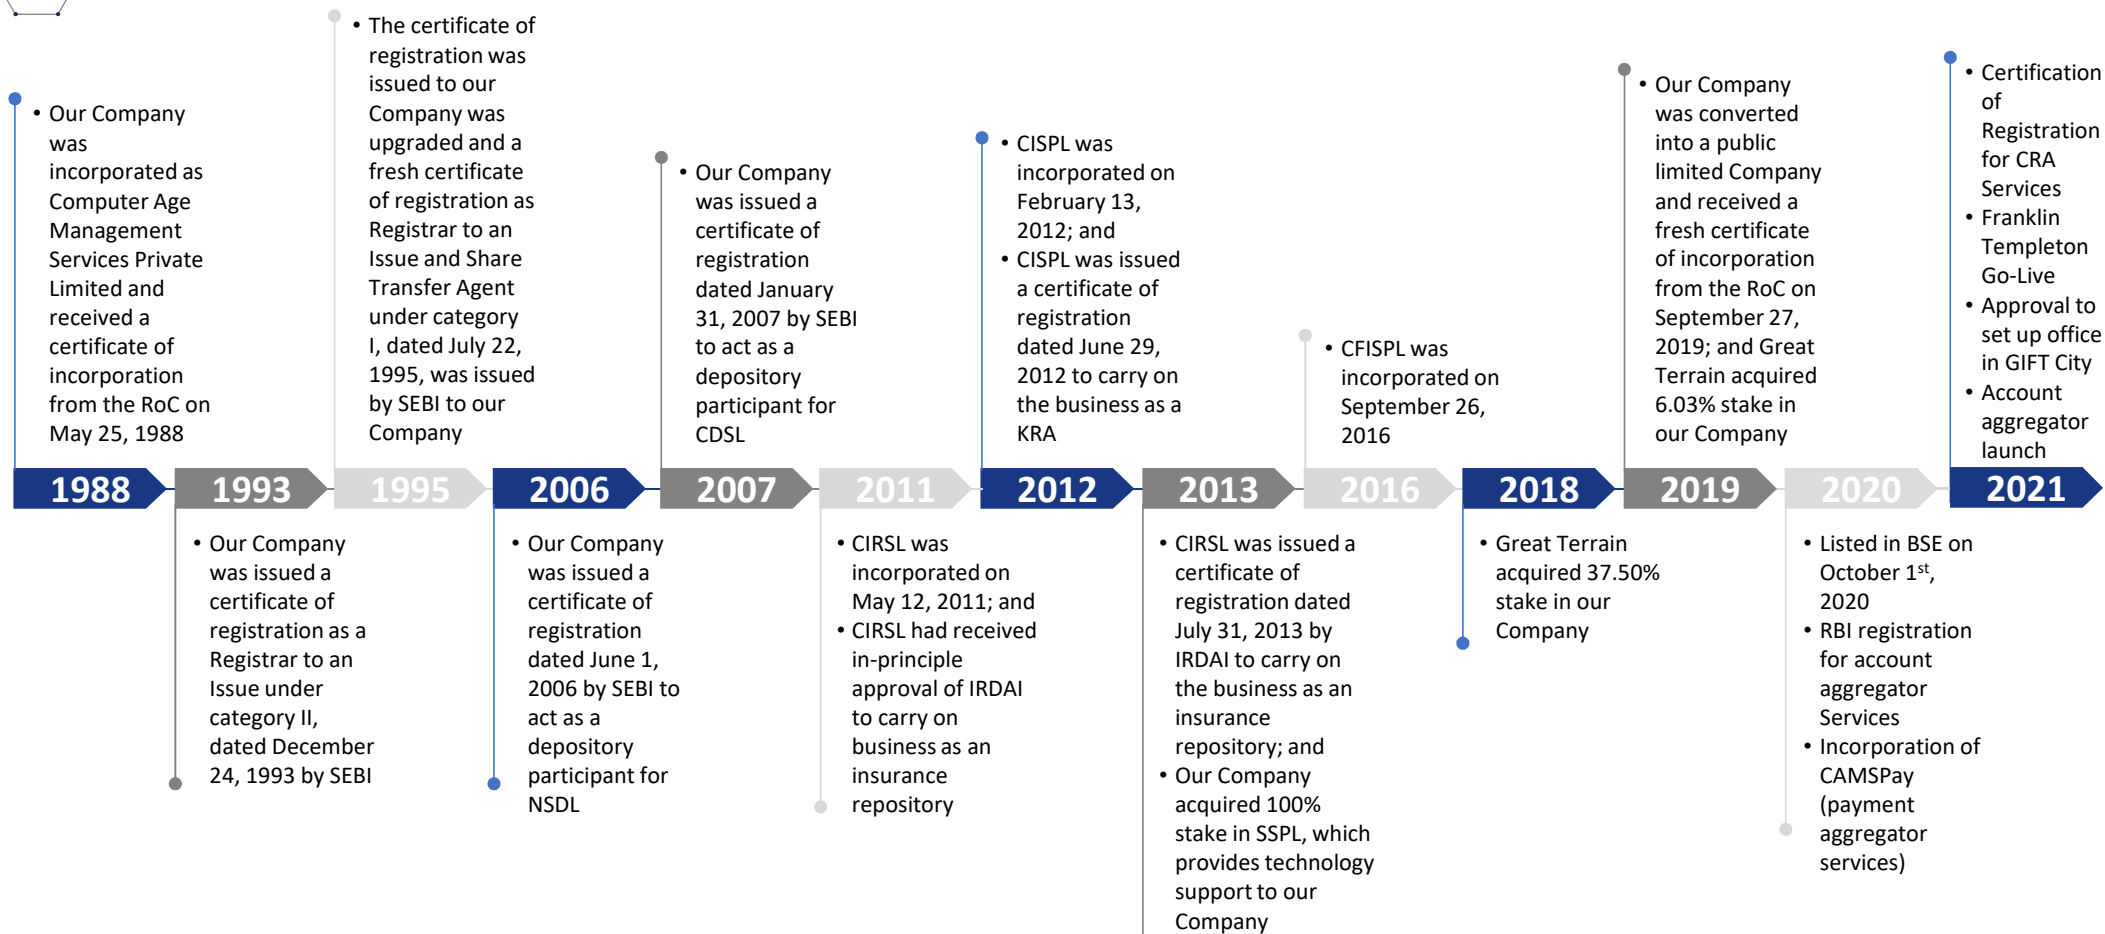 • Our Company
was
incorporated as
Computer Age
Management
Services Private
Limited and
received a
certificate of
incorporation
from the RoC on
May 25, 1988
• The certificate of
registration was
issued to our
Company was
upgraded and a
fresh certificate
of registration as
Registrar to an
Issue and Share
Transfer Agent
under category
I, dated July 22,
1995, was issued
by SEBI to our
Company
• Our Company
was issued a
certificate of
registration
dated January
31, 2007 by SEBI
to act as a
depository
participant for
CDSL
• CISPL was
incorporated on
February 13,
2012; and
• CISPL was issued
a certificate of
registration
dated June 29,
2012 to carry on
the business as a
KRA
• CFISPL was
incorporated on
September 26,
2016
• Our Company
was converted
into a public
limited Company
and received a
fresh certificate
of incorporation
from the RoC on
September 27,
2019; and Great
Terrain acquired
6.03% stake in
our Company
• Certification
of
Registration
for CRA
Services
• Franklin
Templeton
Go-Live
• Approval to
set up office
in GIFT City
• Account
aggregator
launch
1988 1993 1995 2006 2007 2011 2012 2013 2016 2018 2019 2020 2021
• Our Company
was issued a
certificate of
registration as a
Registrar to an
Issue under
category II,
dated December
24, 1993 by SEBI
• Our Company
was issued a
certificate of
registration
dated June 1,
2006 by SEBI to
act as a
depository
participant for
NSDL
• CIRSL was
incorporated on
May 12, 2011; and
• CIRSL had received
in-principle
approval of IRDAI
to carry on
business as an
insurance
repository
• CIRSL was issued a
certificate of
registration dated
July 31, 2013 by
IRDAI to carry on
the business as an
insurance
repository; and
• Our Company
acquired 100%
stake in SSPL, which
provides technology
support to our
Company
• Great Terrain
acquired 37.50%
stake in our
Company
• Listed in BSE on
October 1st,
2020
• RBI registration
for account
aggregator
Services
• Incorporation of
CAMSPay
(payment
aggregator
services)